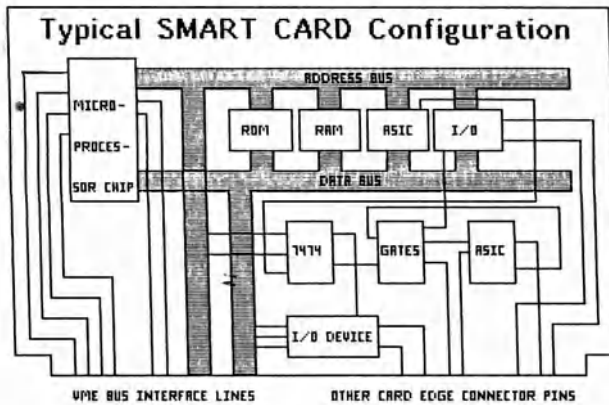 Typical SMART CARD Configuration
ADDRESS BUS
MICRO-
PROCES-
SOR CHIP
ROM
RAM
ASIC
I/O
DATA BUS
7474
GATES
ASIC
I/O DEVICE
VME BUS INTERFACE LINES
OTHER CARD EDGE CONNECTOR PINS